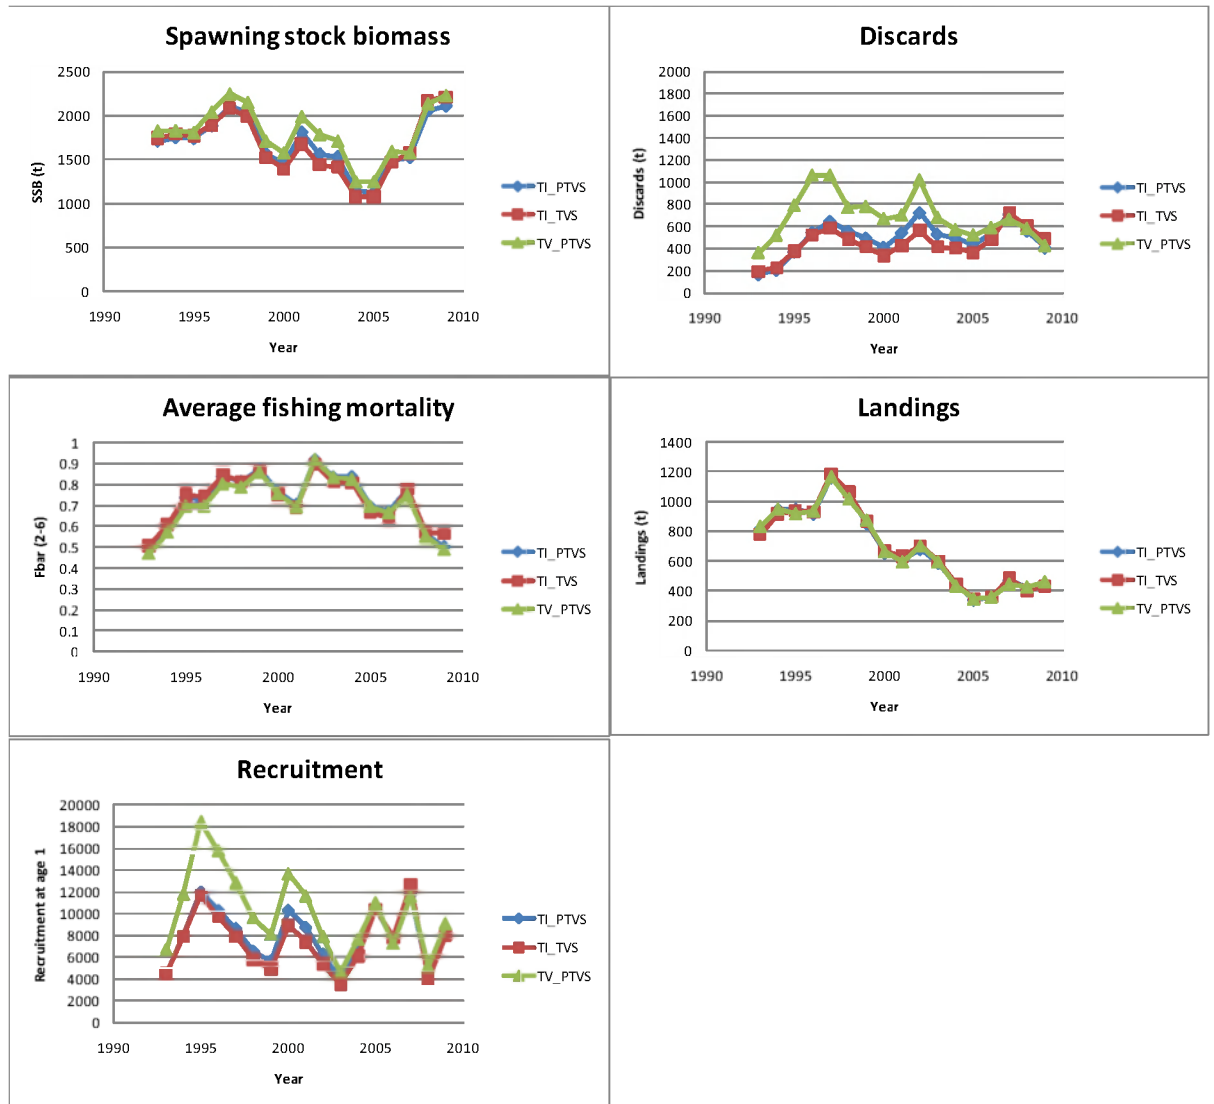 Spawning stock biomass
2500
2000
1500
1000
500
0
SSB (t)
1990 1995 2000 2005 2010
Year
TI_PTVS
TI_TVS
TV_PTVS
Discards
2000
1800
1600
1400
1200
1000
800
600
400
200
0
Discards (t)
1990 1995 2000 2005 2010
Year
TI_PTVS
TI_TVS
TV_PTVS
Average fishing mortality
1
0.9
0.8
0.7
0.6
0.5
0.4
0.3
0.2
0.1
0
Fbar (2-6)
1990 1995 2000 2005 2010
Year
TI_PTVS
TI_TVS
TV_PTVS
Landings
1400
1200
1000
800
600
400
200
0
Landings (t)
1990 1995 2000 2005 2010
Year
TI_PTVS
TI_TVS
TV_PTVS
Recruitment
20000
18000
16000
14000
12000
10000
8000
6000
4000
2000
0
Recruitment at age 1
1990 1995 2000 2005 2010
Year
TI_PTVS
TI_TVS
TV_PTVS